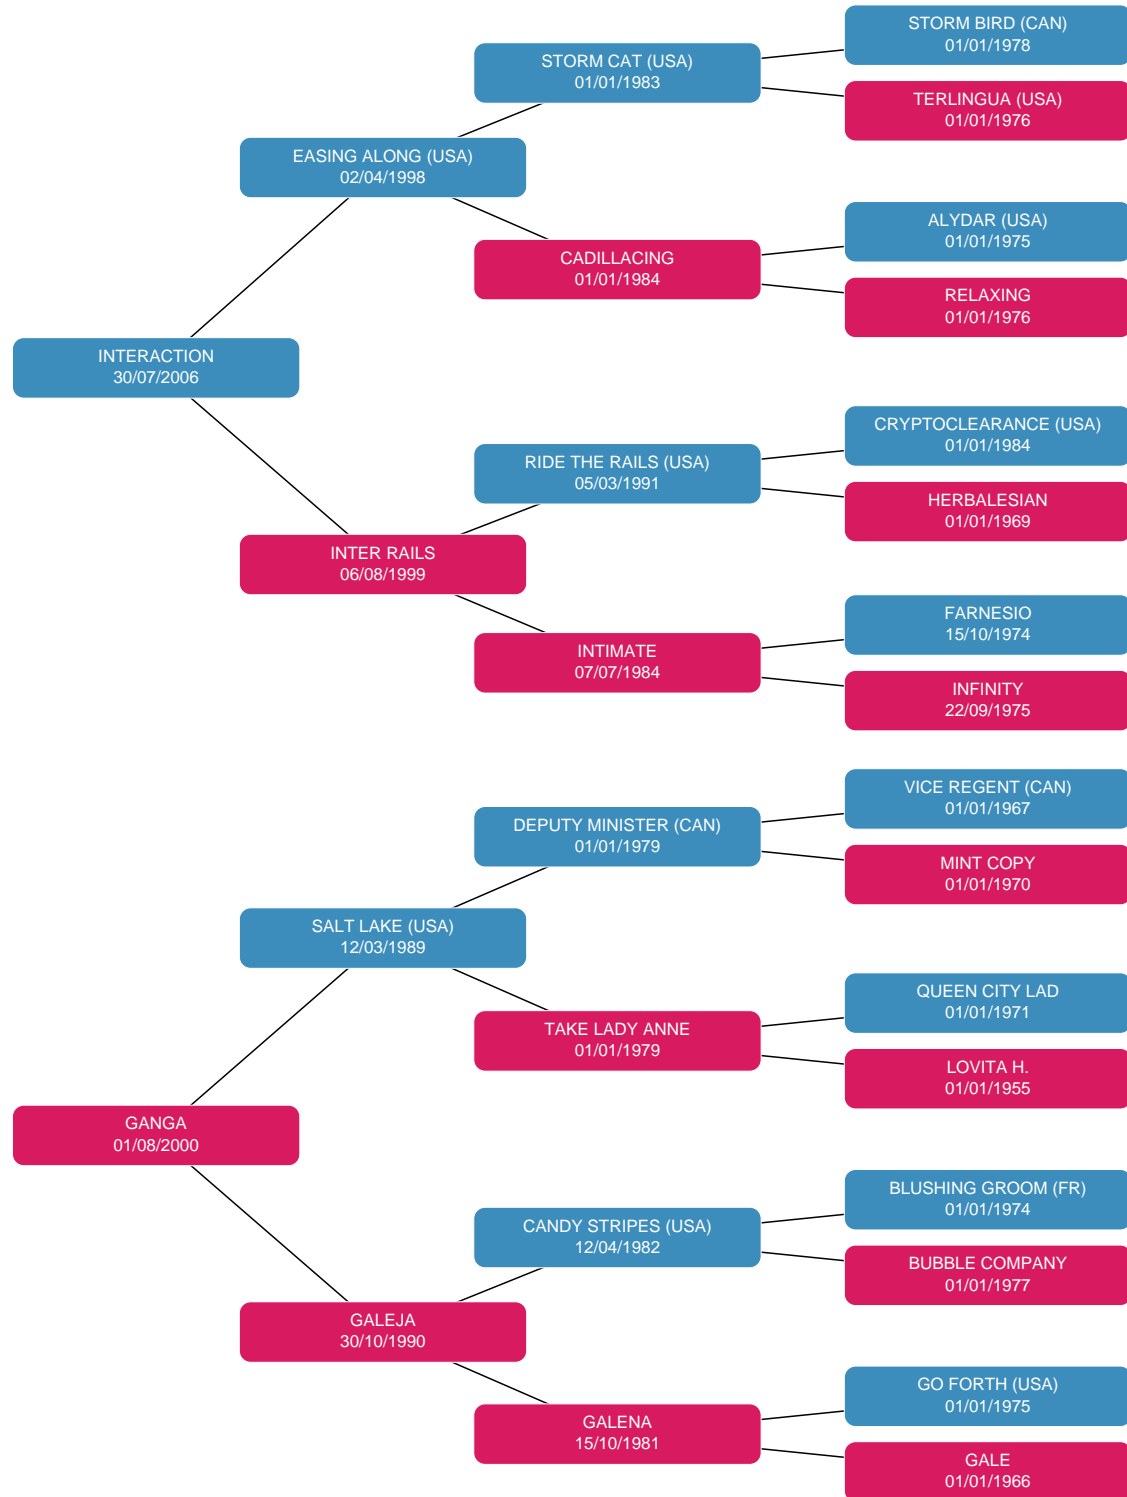 STORM BIRD (CAN)
01/01/1978
STORM CAT (USA)
01/01/1983
TERLINGUA (USA)
01/01/1976
EASING ALONG (USA)
02/04/1998
ALYDAR (USA)
01/01/1975
CADILLACING
01/01/1984
RELAXING
01/01/1976
INTERACTION
30/07/2006
CRYPTOCLEARANCE (USA)
01/01/1984
RIDE THE RAILS (USA)
05/03/1991
HERBALESIAN
01/01/1969
INTER RAILS
06/08/1999
FARNESIO
15/10/1974
INTIMATE
07/07/1984
INFINITY
22/09/1975
VICE REGENT (CAN)
01/01/1967
DEPUTY MINISTER (CAN)
01/01/1979
MINT COPY
01/01/1970
SALT LAKE (USA)
12/03/1989
QUEEN CITY LAD
01/01/1971
TAKE LADY ANNE
01/01/1979
LOVITA H.
01/01/1955
GANGA
01/08/2000
BLUSHING GROOM (FR)
01/01/1974
CANDY STRIPES (USA)
12/04/1982
BUBBLE COMPANY
01/01/1977
GALEJA
30/10/1990
GO FORTH (USA)
01/01/1975
GALENA
15/10/1981
GALE
01/01/1966